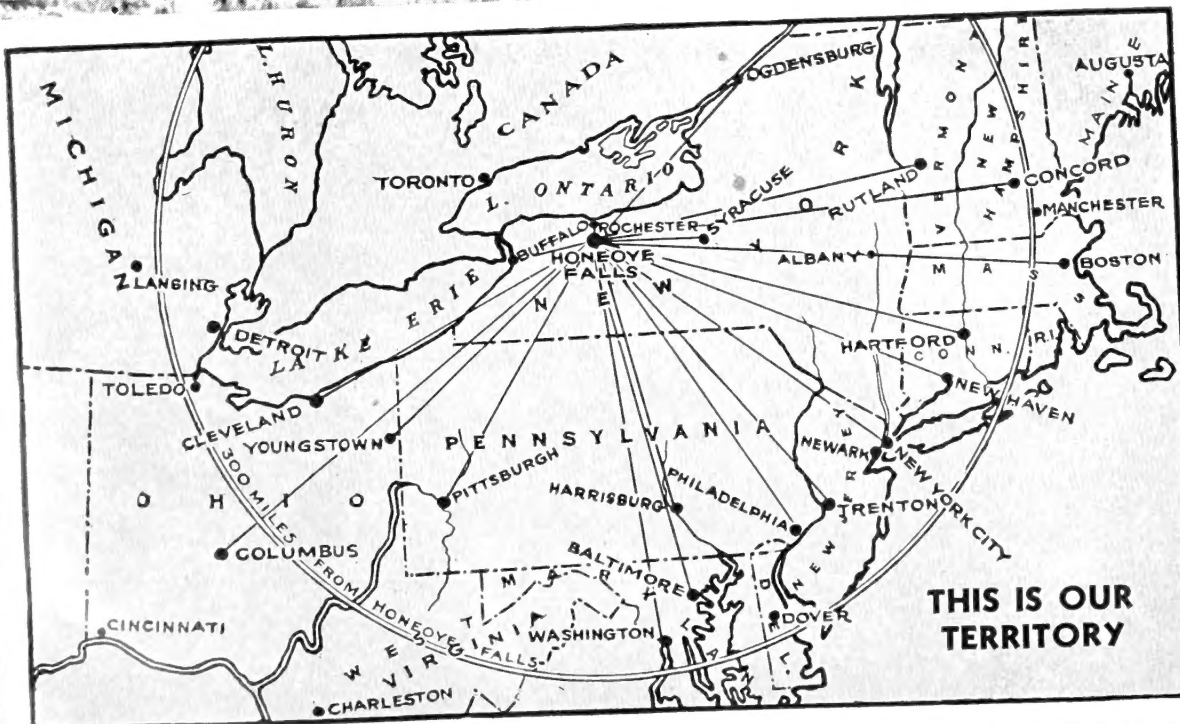 MICHIGAN
L. HURON
CANADA
OGDENSBURG
VERMONT
NEW HAMPSHIRE
MAINE
AUGUSTA
TORONTO
L. ONTARIO
SYRACUSE
RUTLAND
CONCORD
MANCHESTER
BUFFALO
ROCHESTER
HONEOYE
FALLS
NEW YORK
ALBANY
MASS
BOSTON
LANSING
DETROIT
LAKE ERIE
HARTFORD
CONN.
R.I.
TOLEDO
CLEVELAND
YOUNGSTOWN
NEW HAVEN
PENNSYLVANIA
NEWARK
NEW YORK CITY
OHIO
PITTSBURGH
HARRISBURG
PHILADELPHIA
TRENTON
NEW JERSEY
COLUMBUS
BALTIMORE
300 MILES FROM HONEOYE FALLS
MARYLAND
WASHINGTON
DOVER
DEL
CINCINNATI
WEST
VIRGINIA
CHARLESTON
THIS IS OUR
TERRITORY